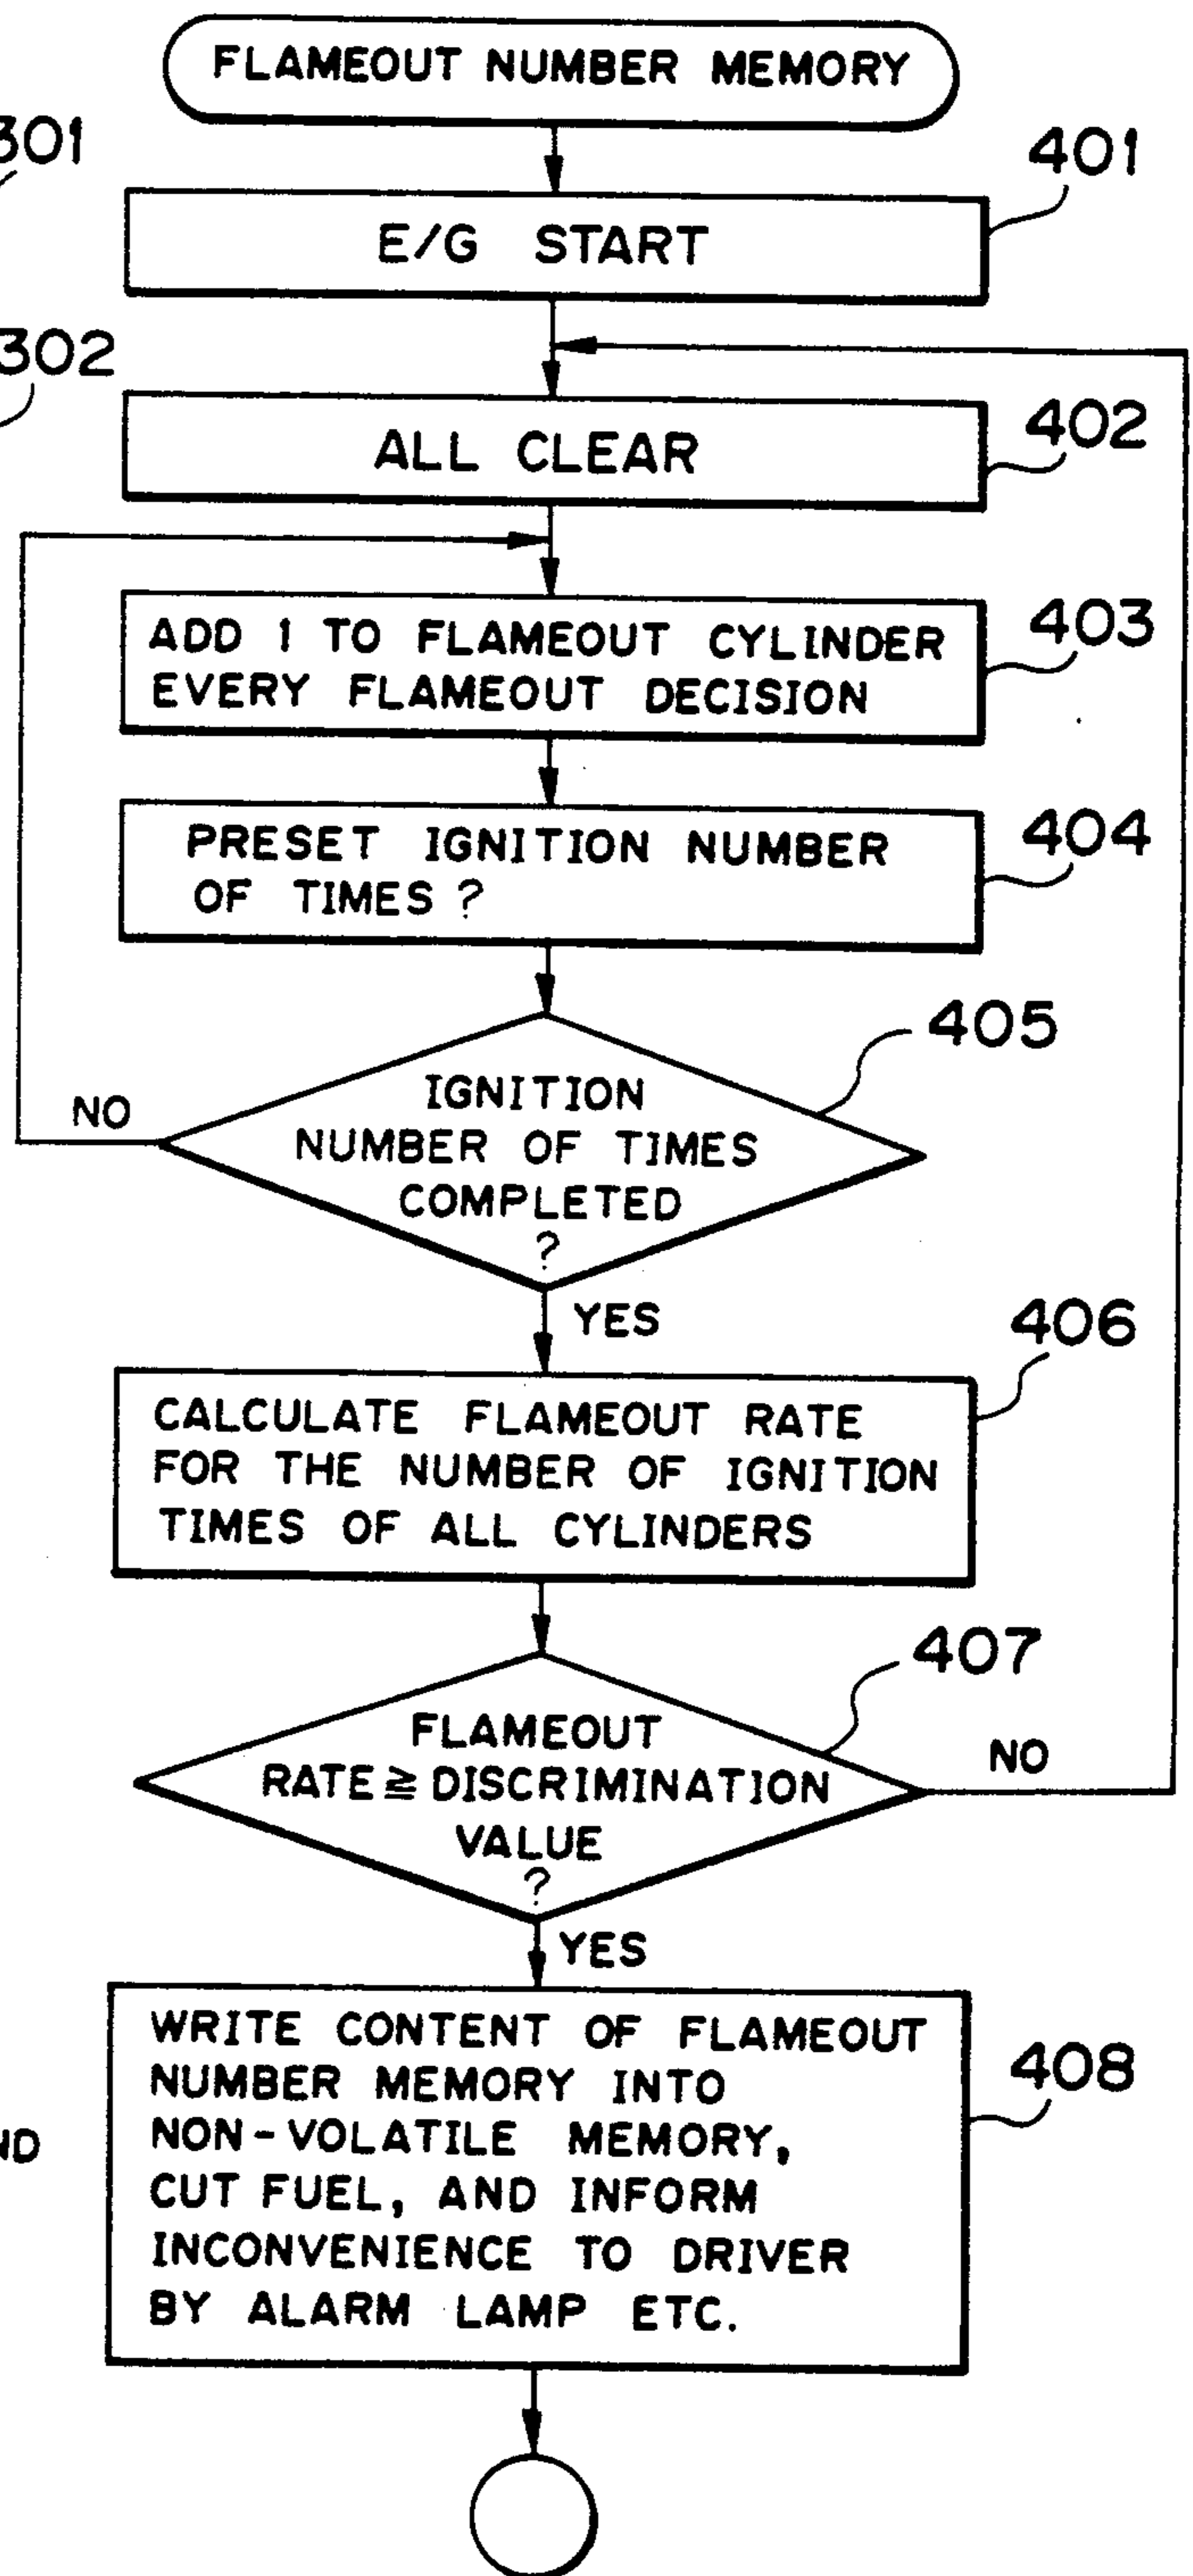 FLAMEOUT NUMBER MEMORY
301
401
E/G START
302
402
ALL CLEAR
403
ADD 1 TO FLAMEOUT CYLINDER
EVERY FLAMEOUT DECISION
404
PRESET IGNITION NUMBER
OF TIMES ?
405
IGNITION
NUMBER OF TIMES
COMPLETED
?
NO
YES
406
CALCULATE FLAMEOUT RATE
FOR THE NUMBER OF IGNITION
TIMES OF ALL CYLINDERS
407
FLAMEOUT
RATE ≧ DISCRIMINATION
VALUE
?
NO
YES
408
WRITE CONTENT OF FLAMEOUT
NUMBER MEMORY INTO
NON-VOLATILE MEMORY,
CUT FUEL, AND INFORM
INCONVENIENCE TO DRIVER
BY ALARM LAMP ETC.